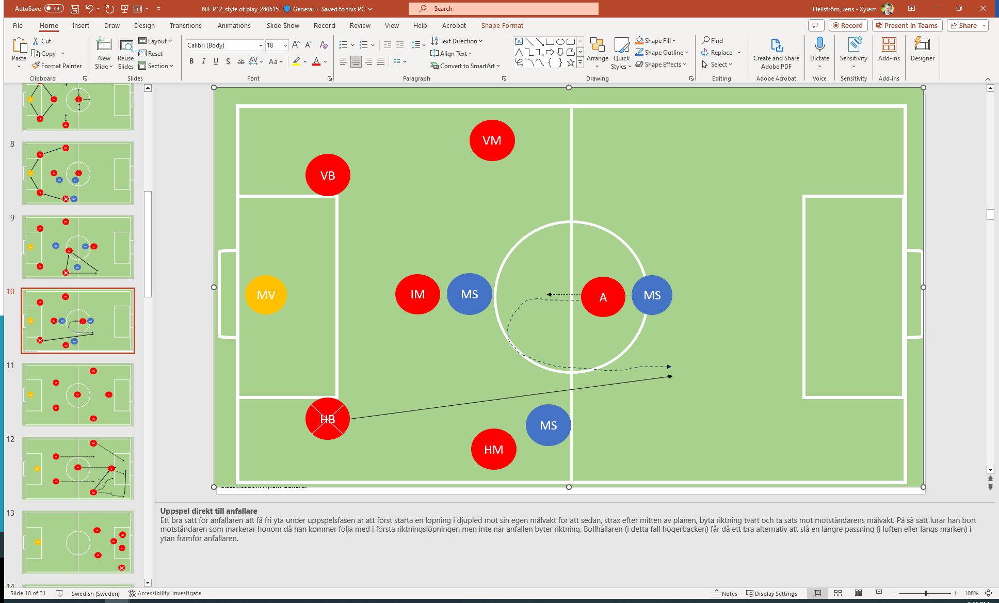 AutoSave Off NIF P12_style of play_240515 General • Saved to this PC Search Hellström, Jens - Xylem
File Home Insert Draw Design Transitions Animations Slide Show Record Review View Help Acrobat Shape Format Record Present in Teams Share
Paste Cut Copy Format Painter Clipboard
New Slide Reuse Slides Layout Reset Section Slides
Calibri (Body) 18 B I U S ab AV Aa A Font
Text Direction Align Text Convert to SmartArt Paragraph
Arrange Quick Styles Shape Fill Shape Outline Shape Effects Drawing
Find Replace Select Editing
Create and Share Adobe PDF Adobe Acrobat
Dictate Voice
Sensitivity Sensitivity
Add-ins Add-ins
Designer
8
9
10
11
12
13
VM
VB
MV
IM
MS
A
MS
HB
MS
HM
Uppspel direkt till anfallare
Ett bra sätt för anfallaren att få fri yta under uppspelsfasen är att först starta en löpning i djupled mot sin egen målvakt för att sedan, strax efter mitten av planen, byta riktning tvärt och ta sats mot motståndarens målvakt. På så sätt lurar han bort
motståndaren som markerar honom då han kommer följa med i första riktningslöpningen men inte när anfallen byter riktning. Bollhållaren (i detta fall högerbacken) får då ett bra alternativ att slå en längre passning (i luften eller längs marken) i
ytan framför anfallaren.
Slide 10 of 31 Swedish (Sweden) Accessibility: Investigate Notes Display Settings 108%